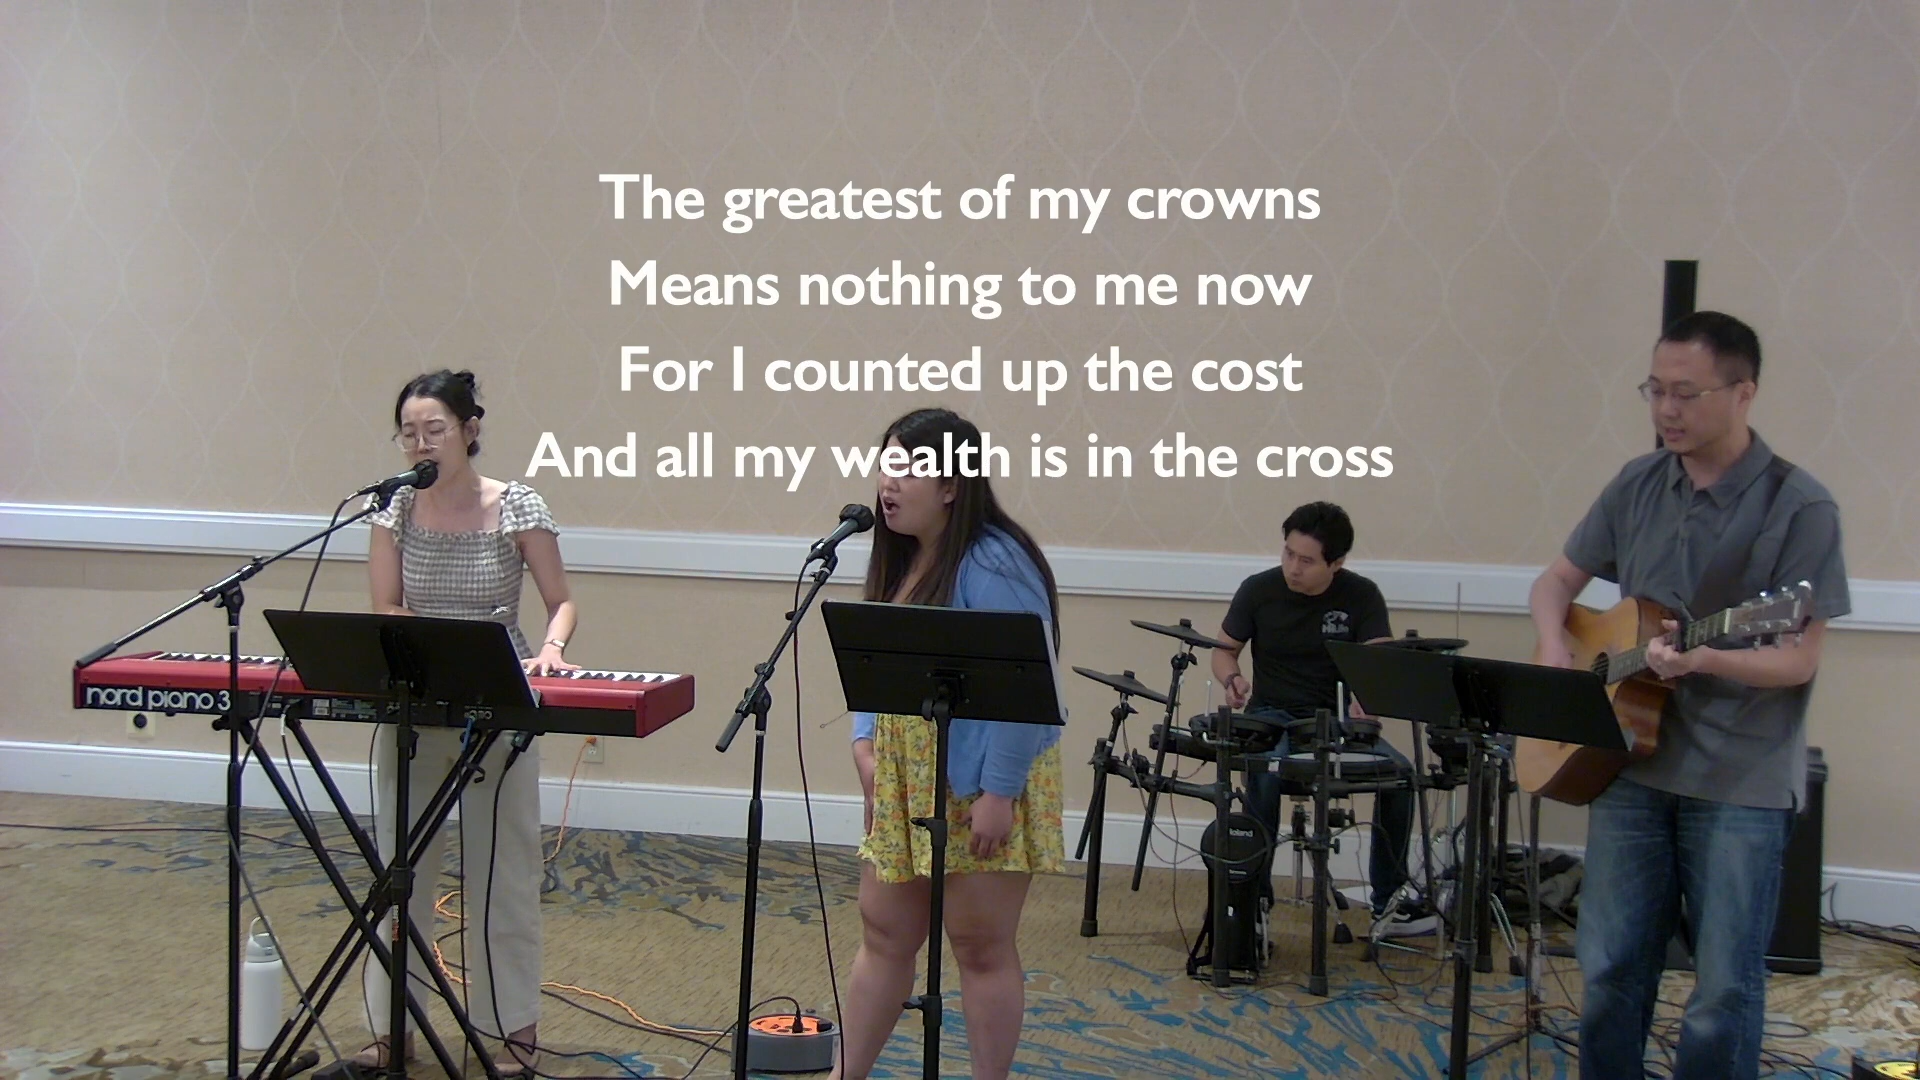 The greatest of my crowns
Means nothing to me now
For I counted up the cost
And all my wealth is in the cross
nord piano 3
Roland